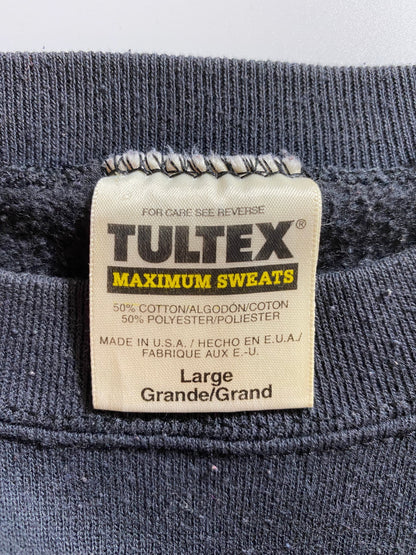 FOR CARE SEE REVERSE
TULTEX®
MAXIMUM SWEATS
50% COTTON/ALGODÓN/COTON
50% POLYESTER/POLIESTER
MADE IN U.S.A./ HECHO EN E.U.A./
FABRIQUE AUX E.-U.
Large
Grande/Grand